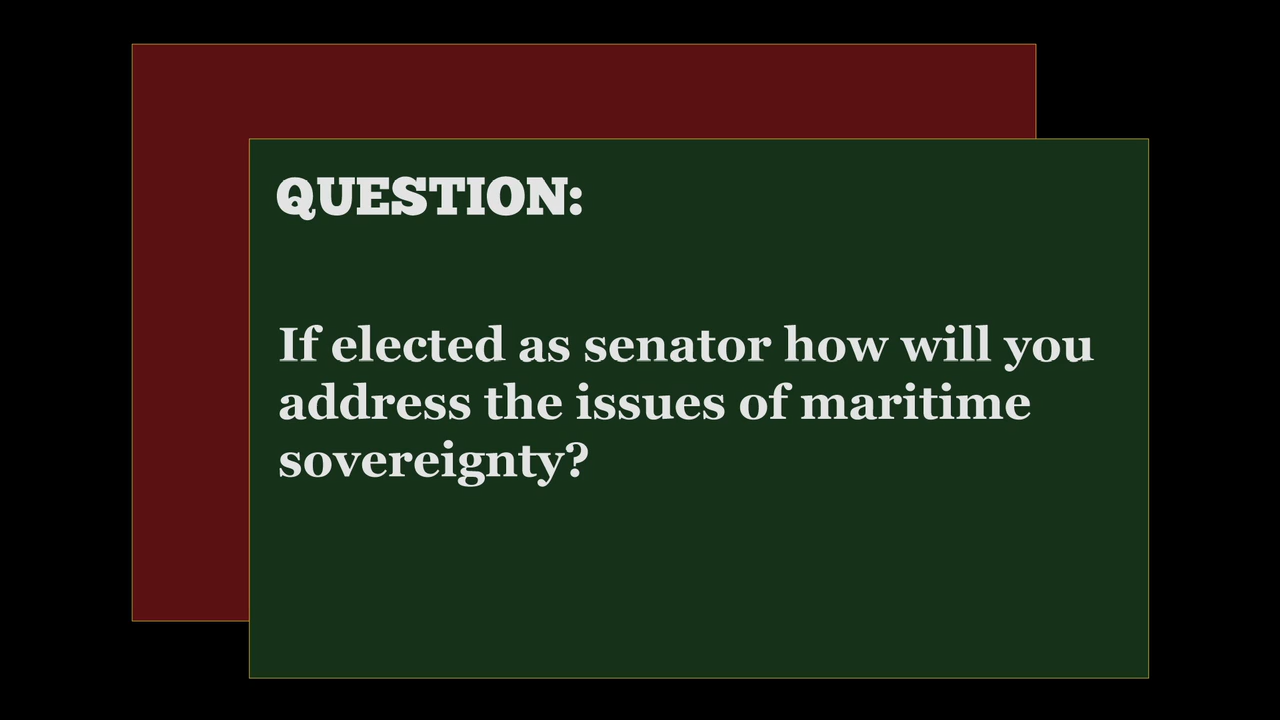 QUESTION:
If elected as senator how will you
address the issues of maritime
sovereignty?